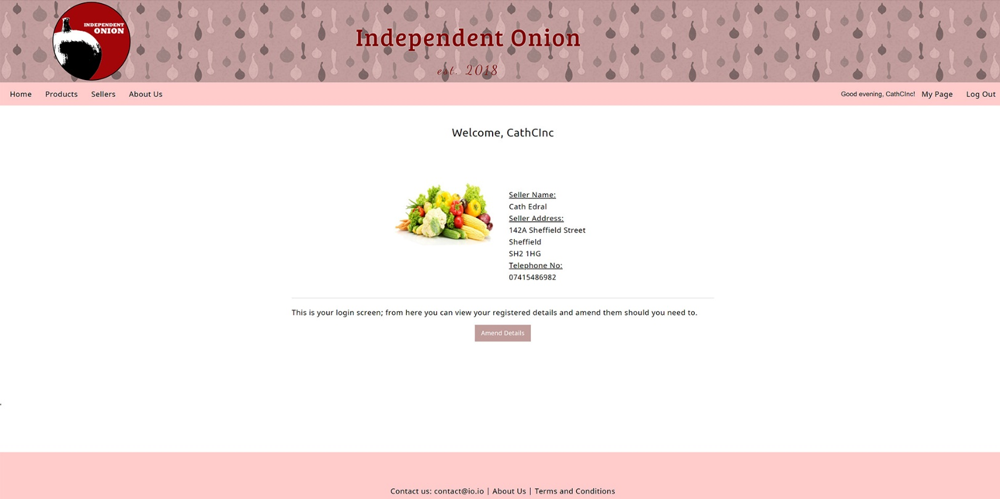 INDEPENDENT
ONION
Independent Onion
est. 2018
Home Products Sellers About Us Good evening, CathCInc! My Page Log Out
Welcome, CathCInc
Seller Name:
Cath Edral
Seller Address:
142A Sheffield Street
Sheffield
SH2 1HG
Telephone No:
07415486982
This is your login screen; from here you can view your registered details and amend them should you need to.
Amend Details
Contact us: contact@io.io | About Us | Terms and Conditions